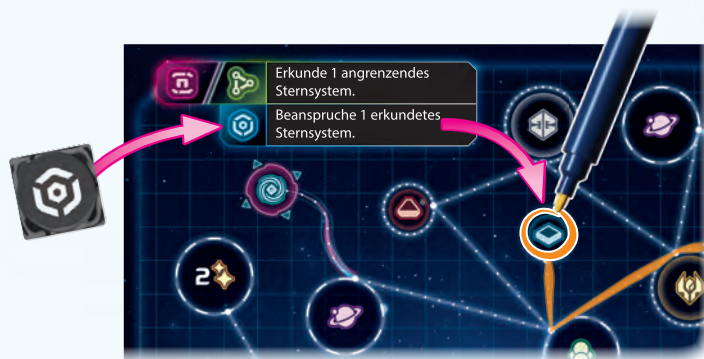 Erkunde 1 angrenzendes
Sternsystem.
Beanspruche 1 erkundetes
Sternsystem.
2